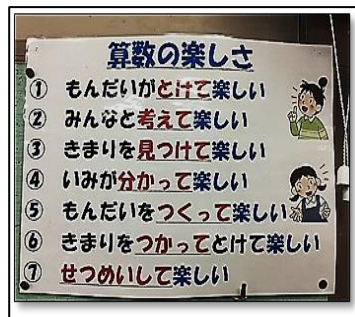 算数の楽しさ
① もんだいがとけて楽しい
② みんなと考えて楽しい
③ きまりを見つけて楽しい
④ いみが分かって楽しい
⑤ もんだいをつくって楽しい
⑥ きまりをつかってとけて楽しい
⑦ せつめいして楽しい